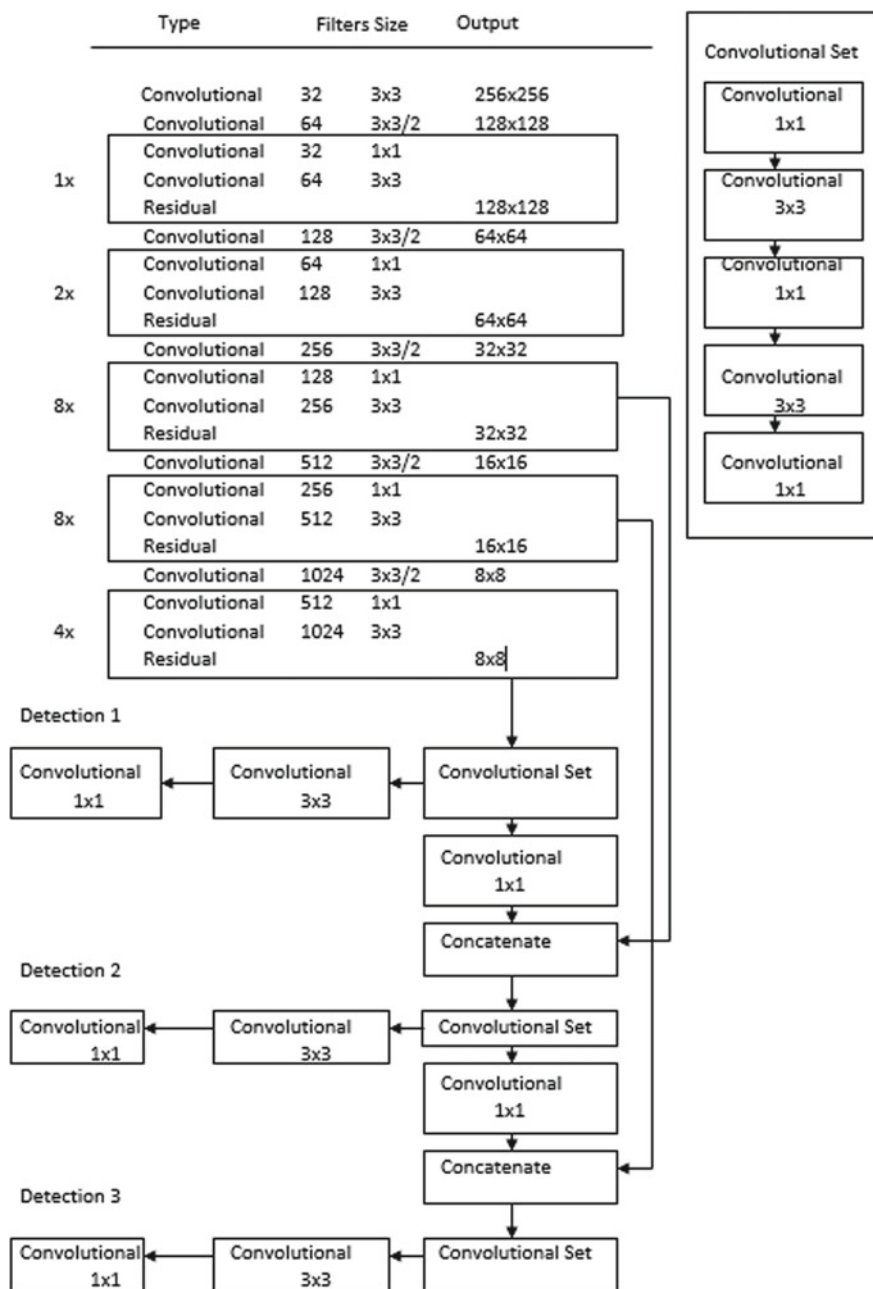 Type Filters Size Output
Convolutional 32 3x3 256x256
Convolutional 64 3x3/2 128x128
Convolutional 32 1x1
1x Convolutional 64 3x3
Residual 128x128
Convolutional 128 3x3/2 64x64
Convolutional 64 1x1
2x Convolutional 128 3x3
Residual 64x64
Convolutional 256 3x3/2 32x32
Convolutional 128 1x1
8x Convolutional 256 3x3
Residual 32x32
Convolutional 512 3x3/2 16x16
Convolutional 256 1x1
8x Convolutional 512 3x3
Residual 16x16
Convolutional 1024 3x3/2 8x8
Convolutional 512 1x1
4x Convolutional 1024 3x3
Residual 8x8
Convolutional Set
Convolutional
1x1
Convolutional
3x3
Convolutional
1x1
Convolutional
3x3
Convolutional
1x1
Detection 1
Convolutional
1x1
Convolutional
3x3
Convolutional Set
Convolutional
1x1
Concatenate
Detection 2
Convolutional
1x1
Convolutional
3x3
Convolutional Set
Convolutional
1x1
Concatenate
Detection 3
Convolutional
1x1
Convolutional
3x3
Convolutional Set